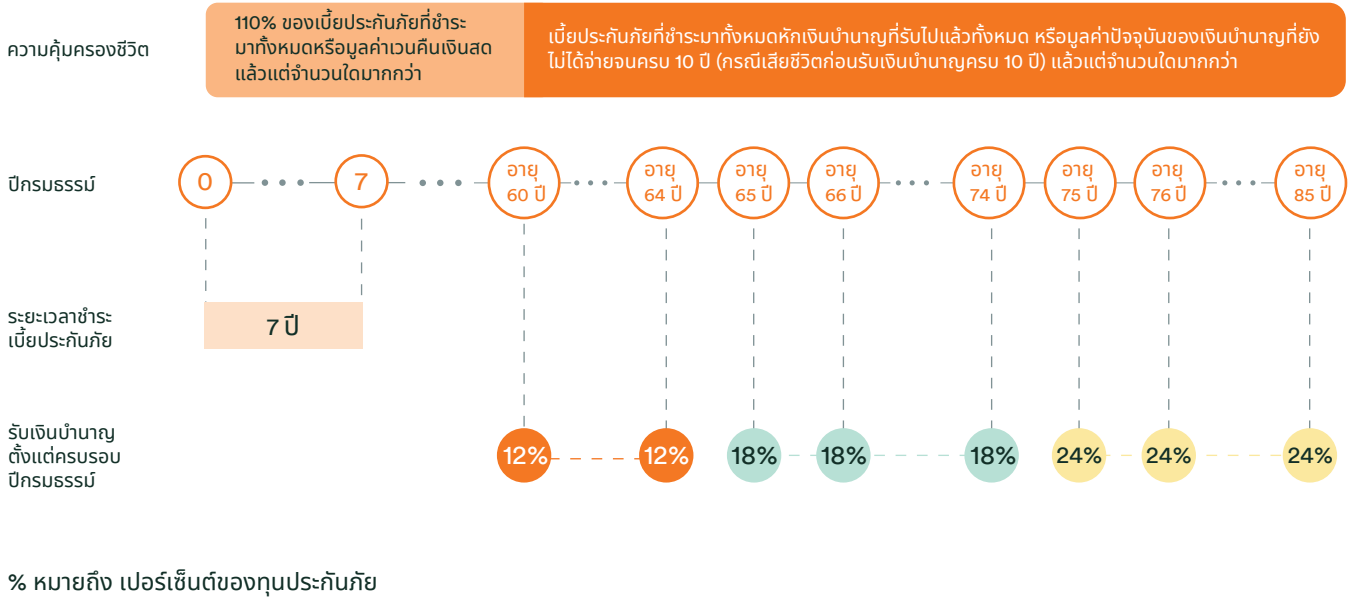 ความคุ้มครองชีวิต
110% ของเบี้ยประกันภัยที่ชำระ
มาทั้งหมดหรือมูลค่าเวนคืนเงินสด
แล้วแต่จำนวนใดมากกว่า
เบี้ยประกันภัยที่ชำระมาทั้งหมดหักเงินบำนาญที่รับไปแล้วทั้งหมด หรือมูลค่าปัจจุบันของเงินบำนาญที่ยัง
ไม่ได้จ่ายจนครบ 10 ปี (กรณีเสียชีวิตก่อนรับเงินบำนาญครบ 10 ปี) แล้วแต่จำนวนใดมากกว่า
ปีกรมธรรม์
0
7
อายุ
60 ปี
อายุ
64 ปี
อายุ
65 ปี
อายุ
66 ปี
อายุ
74 ปี
อายุ
75 ปี
อายุ
76 ปี
อายุ
85 ปี
ระยะเวลาชำระ
เบี้ยประกันภัย
7 ปี
รับเงินบำนาญ
ตั้งแต่ครบรอบ
ปีกรมธรรม์
12%
12%
18%
18%
18%
24%
24%
24%
% หมายถึง เปอร์เซ็นต์ของทุนประกันภัย